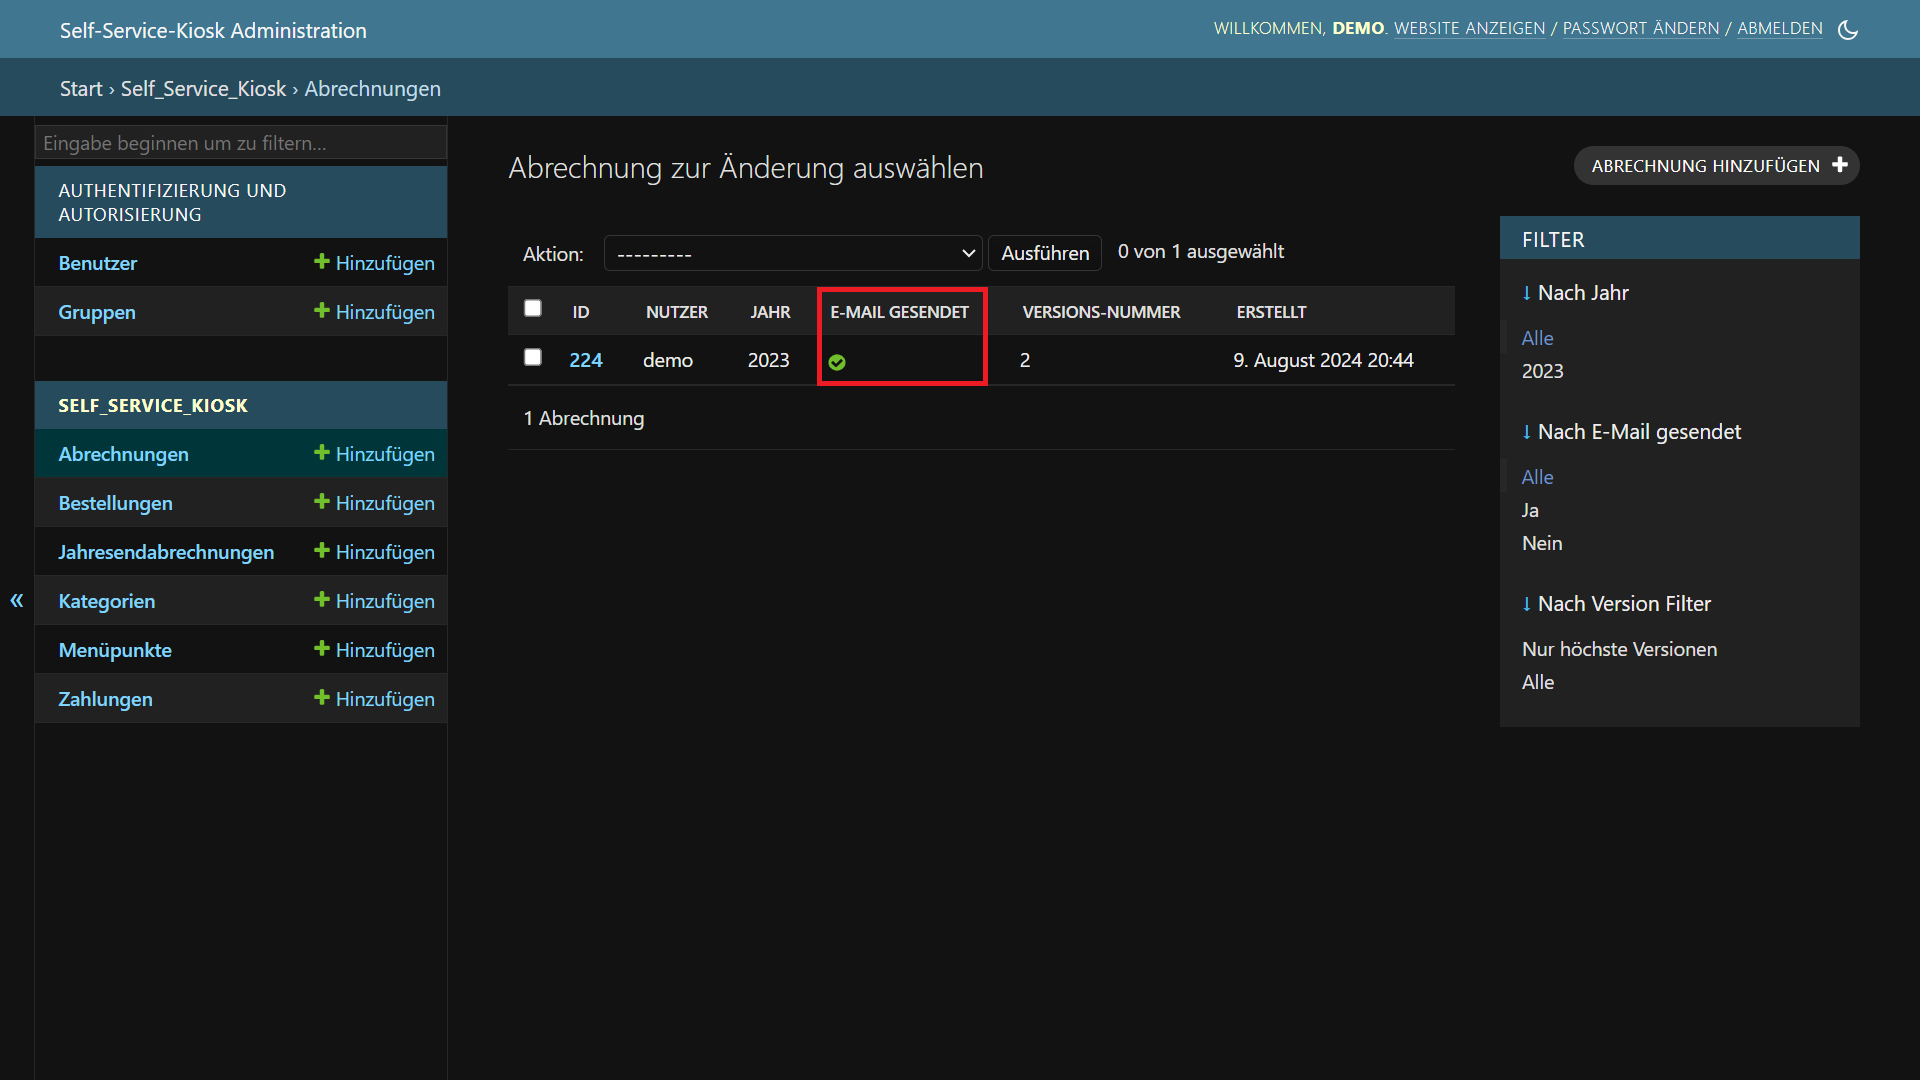 Self-Service-Kiosk Administration
WILLKOMMEN, DEMO. WEBSITE ANZEIGEN / PASSWORT ÄNDERN / ABMELDEN
Start › Self_Service_Kiosk › Abrechnungen
Eingabe beginnen um zu filtern...
AUTHENTIFIZIERUNG UND
AUTORISIERUNG
Benutzer Hinzufügen
Gruppen Hinzufügen
SELF_SERVICE_KIOSK
Abrechnungen Hinzufügen
Bestellungen Hinzufügen
Jahresendabrechnungen Hinzufügen
Kategorien Hinzufügen
Menüpunkte Hinzufügen
Zahlungen Hinzufügen
«
Abrechnung zur Änderung auswählen
ABRECHNUNG HINZUFÜGEN
Aktion: --------- Ausführen 0 von 1 ausgewählt
ID NUTZER JAHR E-MAIL GESENDET VERSIONS-NUMMER ERSTELLT
224 demo 2023 2 9. August 2024 20:44
1 Abrechnung
FILTER
↓ Nach Jahr
Alle
2023
↓ Nach E-Mail gesendet
Alle
Ja
Nein
↓ Nach Version Filter
Nur höchste Versionen
Alle